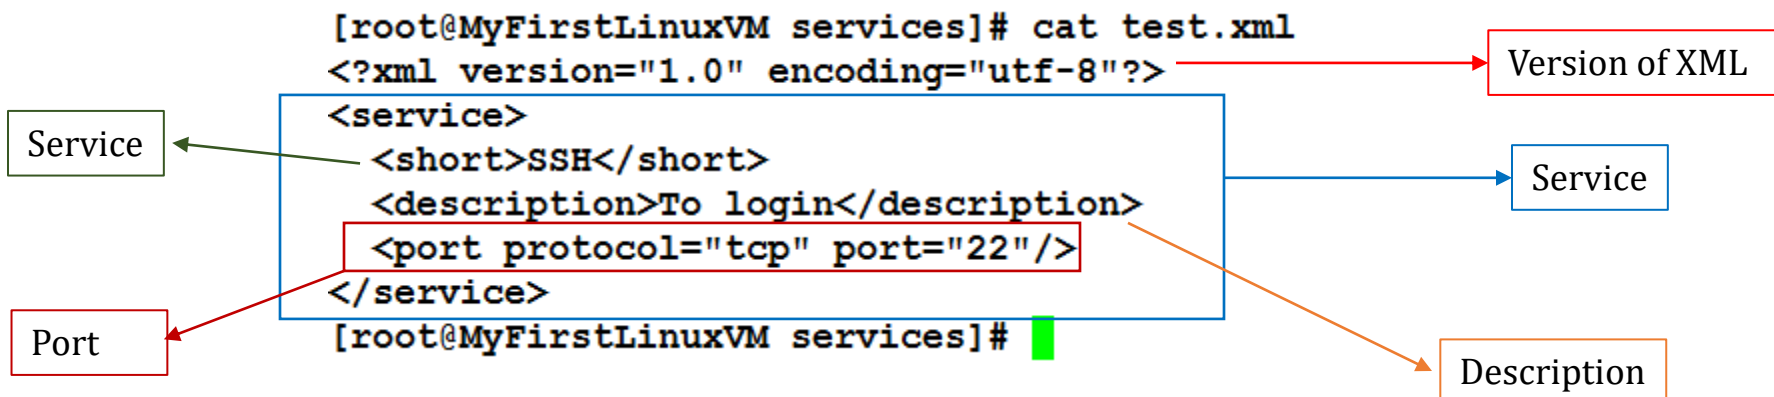 [root@MyFirstLinuxVM services]# cat test.xml
<?xml version="1.0" encoding="utf-8"?>
Version of XML
<service>
Service
<short>SSH</short>
<description>To login</description>
Service
<port protocol="tcp" port="22"/>
</service>
Port
[root@MyFirstLinuxVM services]#
Description